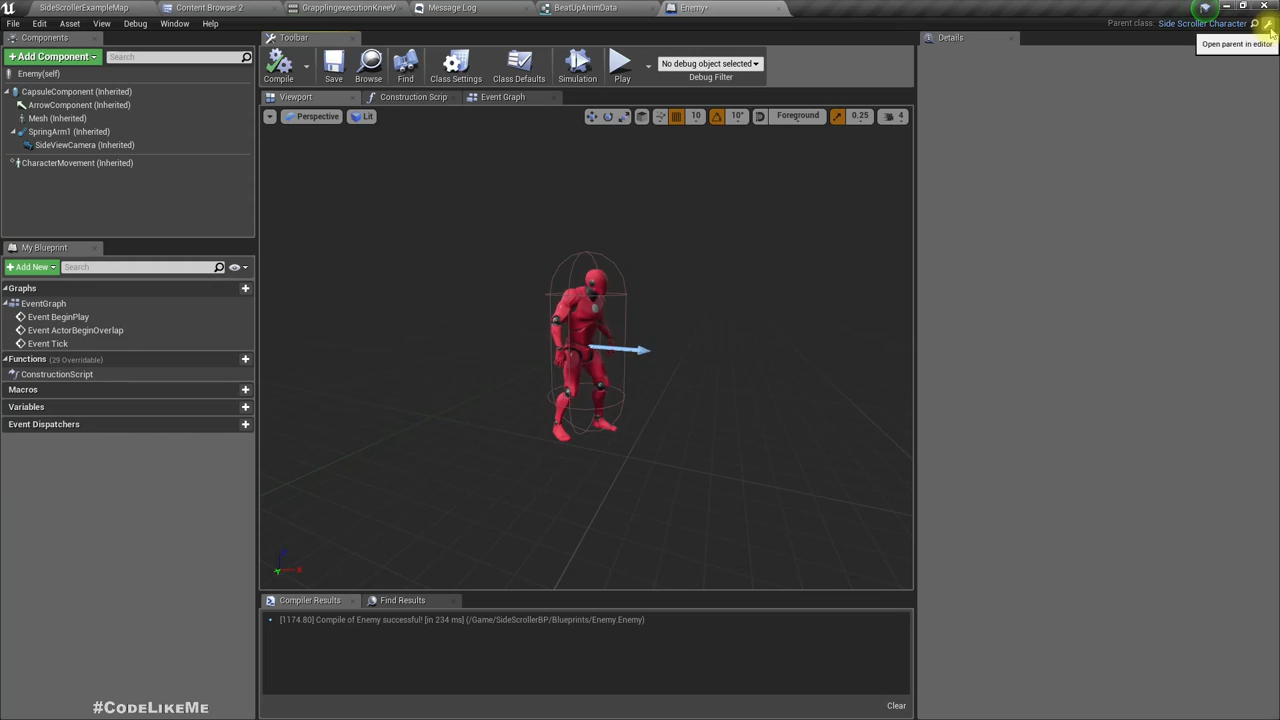 SideScrollerExampleMap
Content Browser 2
GrapplingexecutionKneeV
Message Log
BeatUpAnimData
Enemy*
File
Edit
Asset
View
Debug
Window
Help
Parent class: Side Scroller Character
Open parent in editor
Components
Toolbar
Details
+Add Component
Search
Enemy(self)
CapsuleComponent (Inherited)
ArrowComponent (Inherited)
Mesh (Inherited)
SpringArm1 (Inherited)
SideViewCamera (Inherited)
CharacterMovement (Inherited)
Compile
Save
Browse
Find
Class Settings
Class Defaults
Simulation
Play
No debug object selected
Debug Filter
Viewport
Construction Scrip
Event Graph
Perspective
Lit
10
10°
Foreground
0.25
4
My Blueprint
+Add New
Search
Graphs
EventGraph
Event BeginPlay
Event ActorBeginOverlap
Event Tick
Functions (29 Overridable)
ConstructionScript
Macros
Variables
Event Dispatchers
Compiler Results
Find Results
[1174.80] Compile of Enemy successful! [in 234 ms] (/Game/SideScrollerBP/Blueprints/Enemy.Enemy)
Clear
#CodeLikeMe